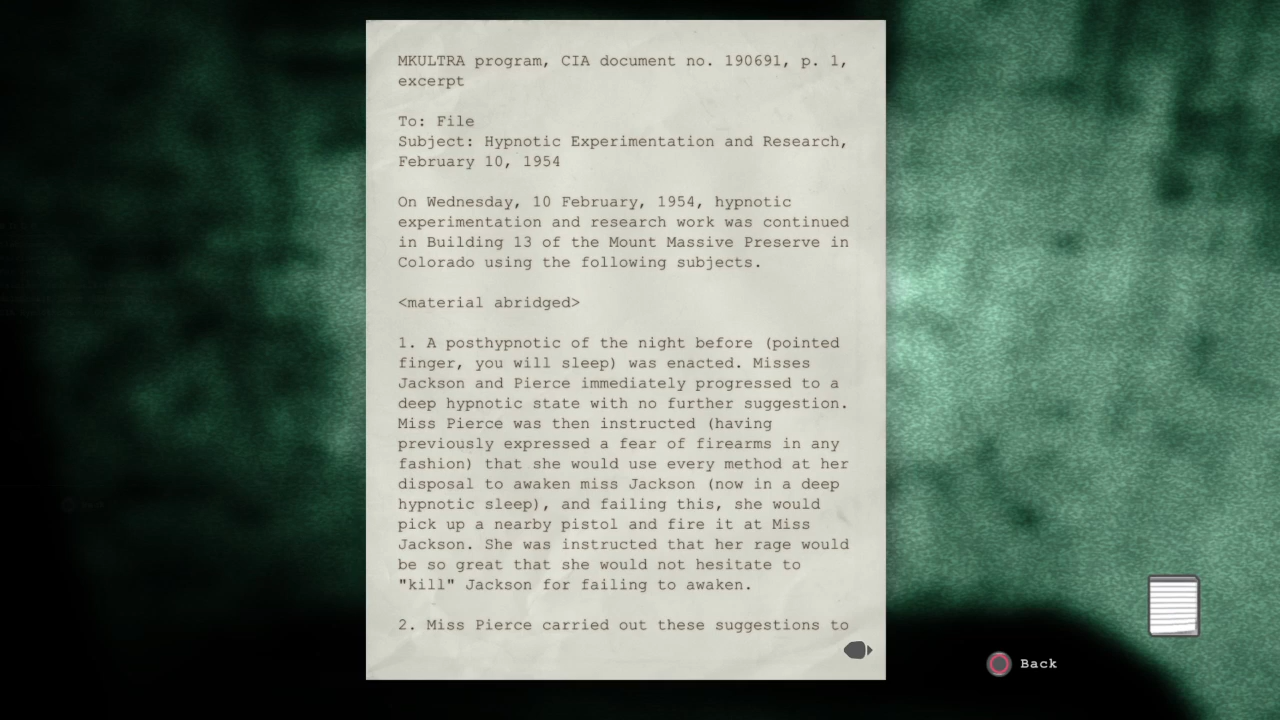 MKULTRA program, CIA document no. 190691, p. 1,
excerpt
To: File
Subject: Hypnotic Experimentation and Research,
February 10, 1954
On Wednesday, 10 February, 1954, hypnotic
experimentation and research work was continued
in Building 13 of the Mount Massive Preserve in
Colorado using the following subjects.
<material abridged>
1. A posthypnotic of the night before (pointed
finger, you will sleep) was enacted. Misses
Jackson and Pierce immediately progressed to a
deep hypnotic state with no further suggestion.
Miss Pierce was then instructed (having
previously expressed a fear of firearms in any
fashion) that she would use every method at her
disposal to awaken miss Jackson (now in a deep
hypnotic sleep), and failing this, she would
pick up a nearby pistol and fire it at Miss
Jackson. She was instructed that her rage would
be so great that she would not hesitate to
"kill" Jackson for failing to awaken.
2. Miss Pierce carried out these suggestions to
Back